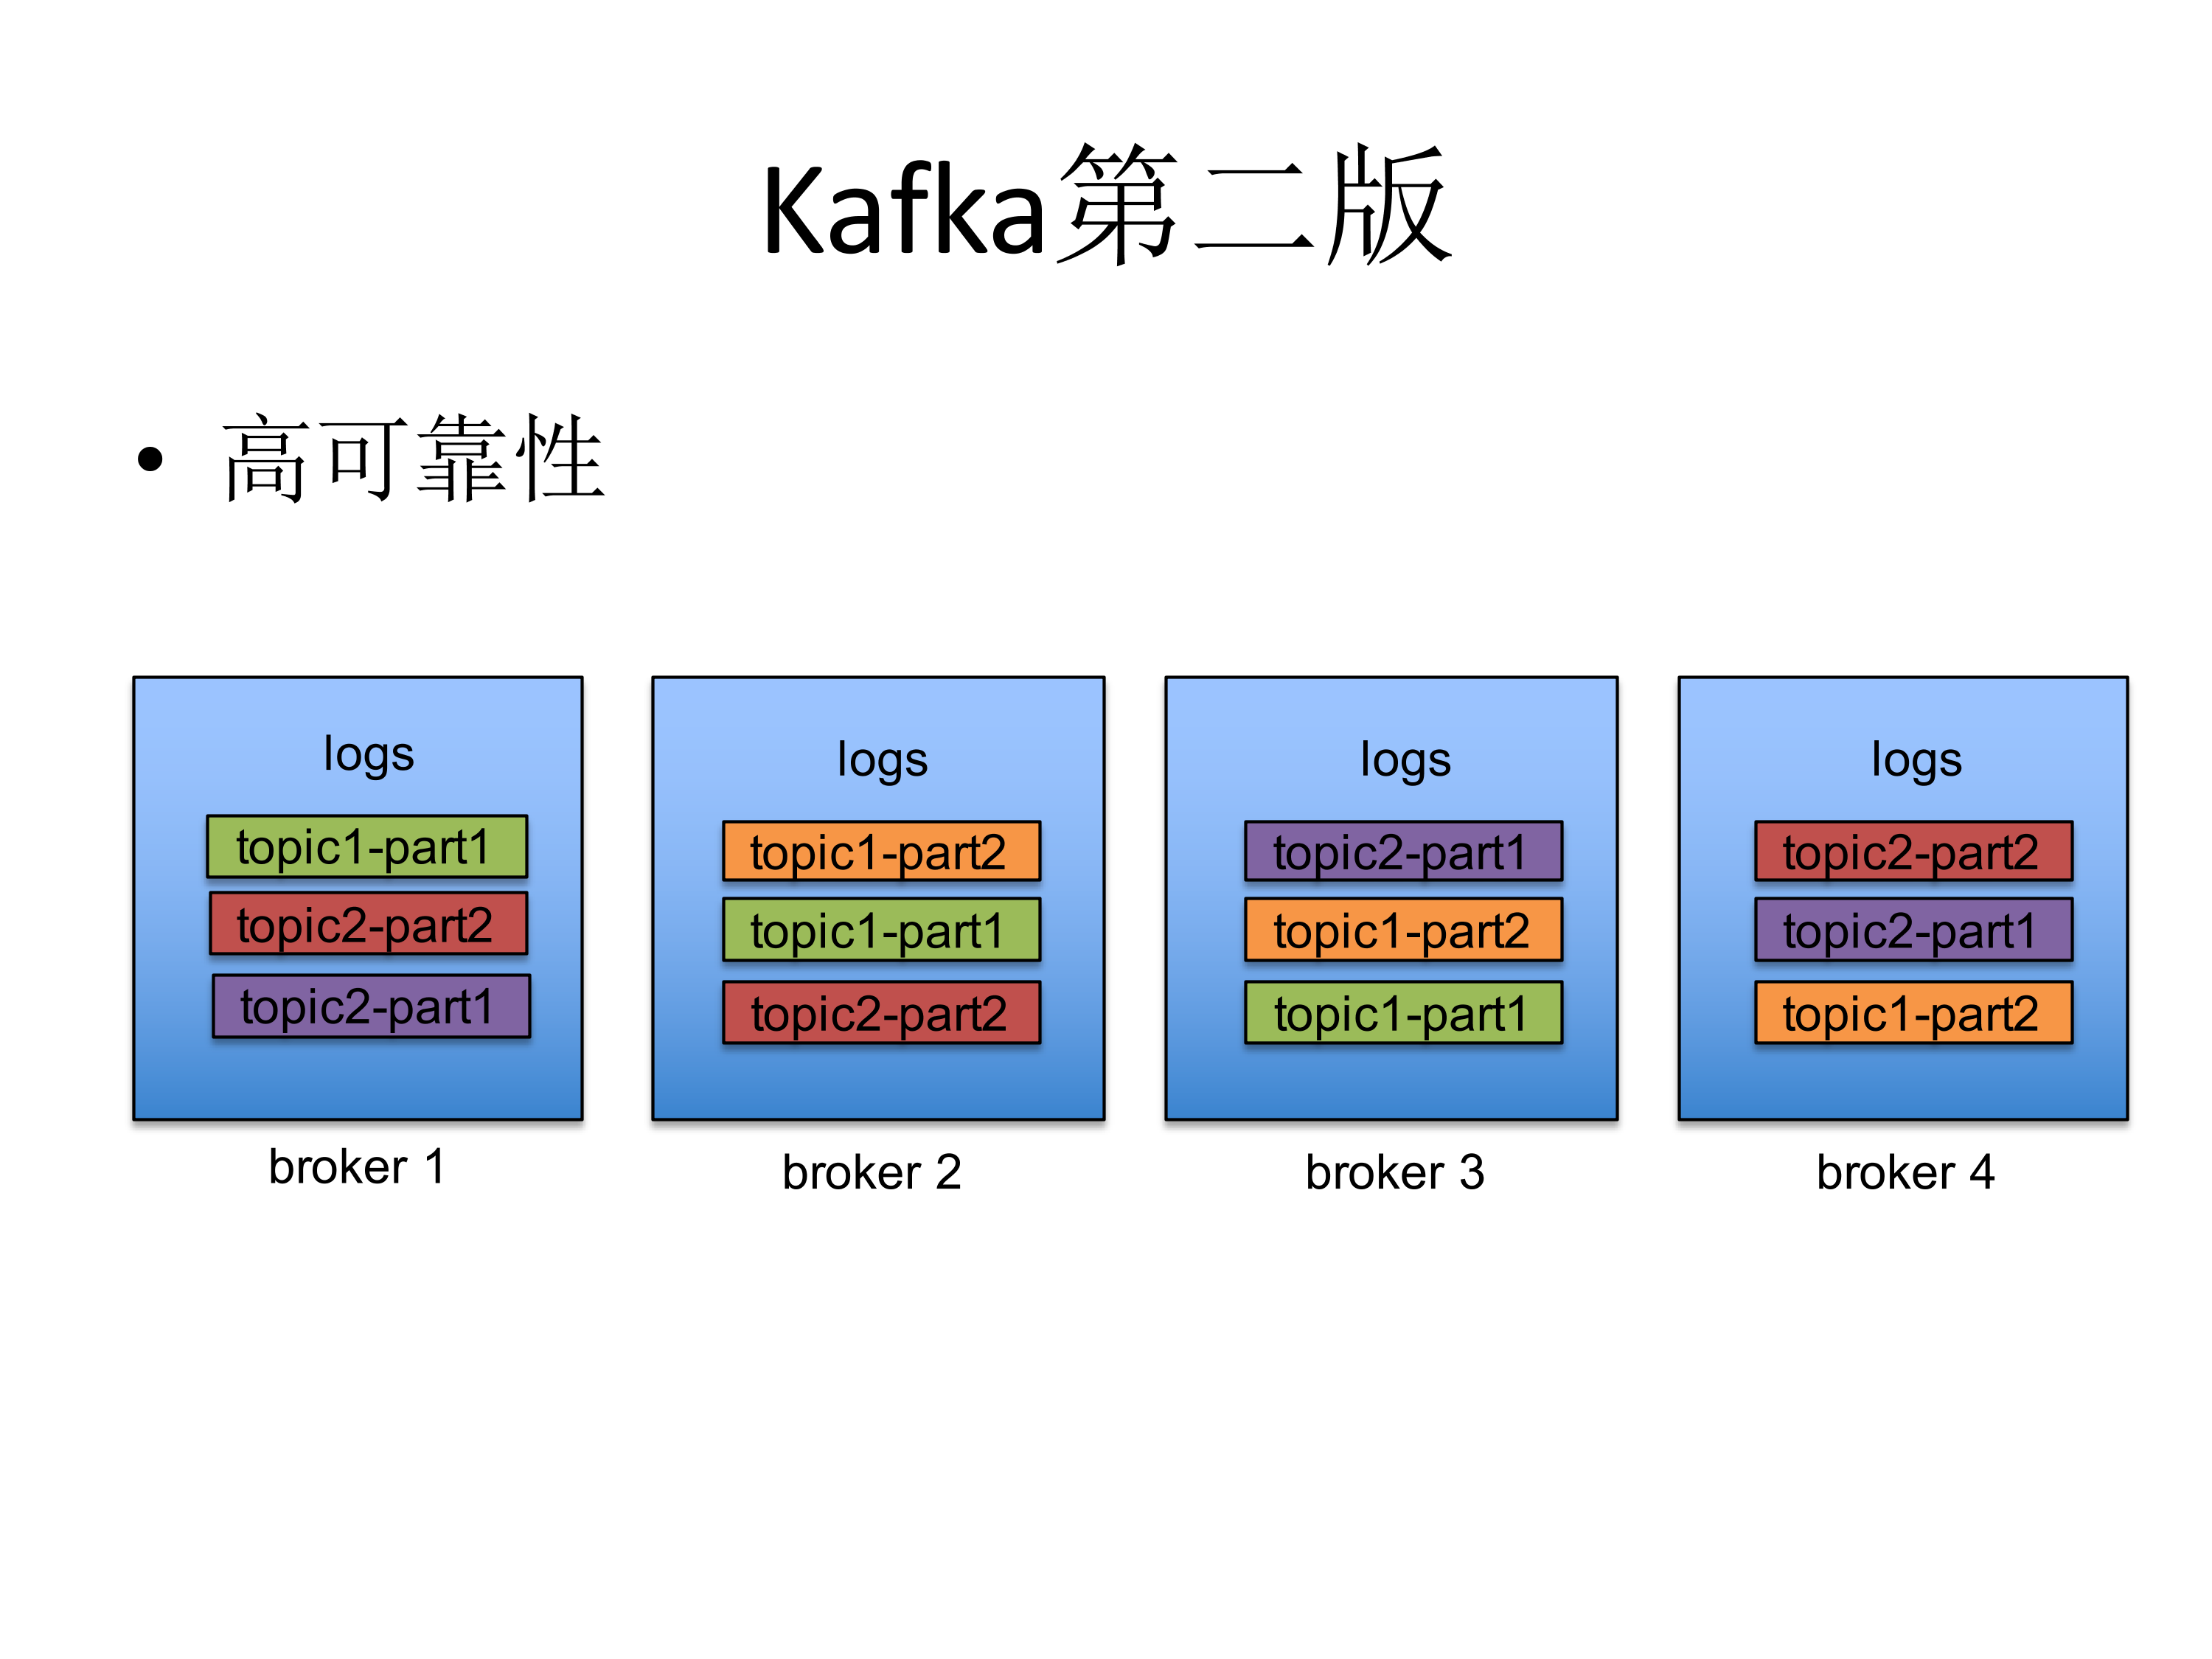 Kafka第二版
• 高可靠性
logs
topic1-part1
topic2-part2
topic2-part1
broker 1
logs
topic1-part2
topic1-part1
topic2-part2
broker 2
logs
topic2-part1
topic1-part2
topic1-part1
broker 3
logs
topic2-part2
topic2-part1
topic1-part2
broker 4